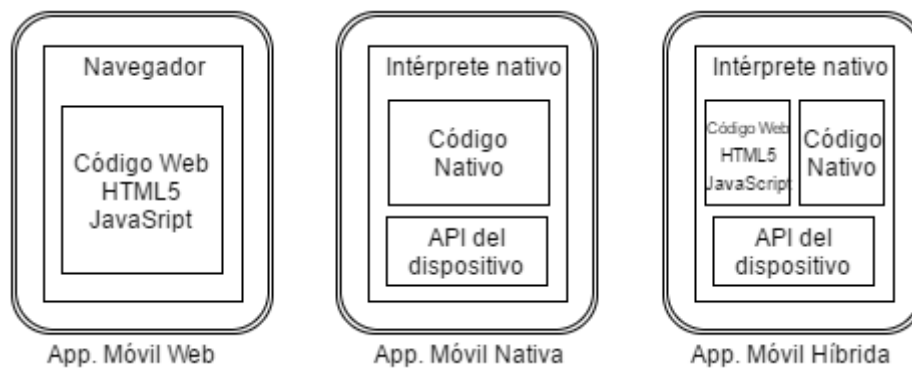 Navegador
Código Web
HTML5
JavaSript
App. Móvil Web
Intérprete nativo
Código
Nativo
API del
dispositivo
App. Móvil Nativa
Intérprete nativo
Código Web
HTML5
JavaScript
Código
Nativo
API del
dispositivo
App. Móvil Híbrida